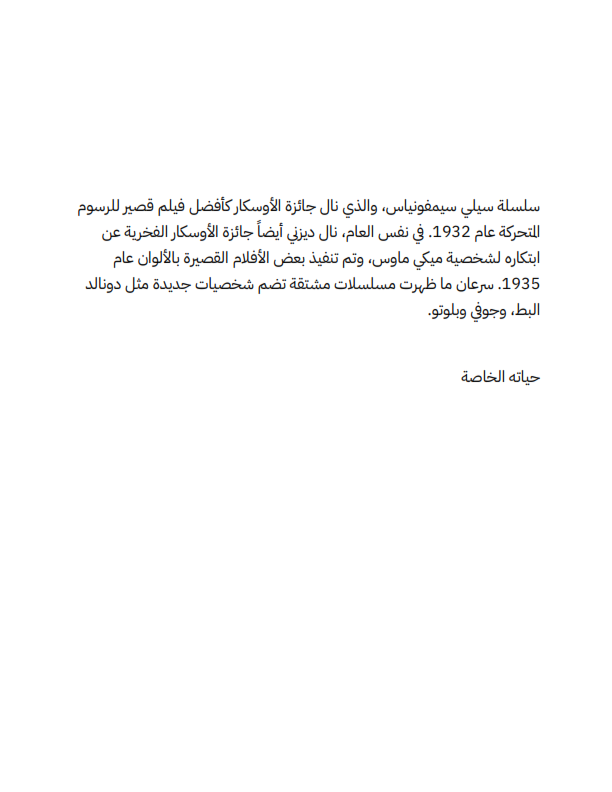 سلسلة سيلي سيمفونياس، والذي نال جائزة الأوسكار كأفضل فيلم قصير للرسوم
المتحركة عام 1932. في نفس العام، نال ديزني أيضاً جائزة الأوسكار الفخرية عن
ابتكاره لشخصية ميكي ماوس، وتم تنفيذ بعض الأفلام القصيرة بالألوان عام
1935. سرعان ما ظهرت مسلسلات مشتقة تضم شخصيات جديدة مثل دونالد
البط، وجوفي وبلوتو.
حياته الخاصة